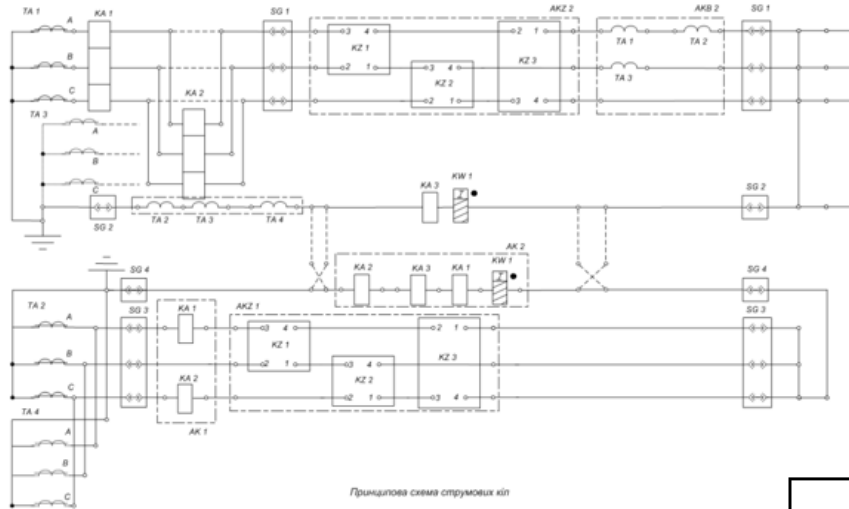 TA 1 KA 1 SG 1 AKZ 2 AKB 2 SG 1
A
3 4 2 1 TA 1 TA 2
KZ 1
B
2 1 3 4 KZ 3 TA 3
KA 2 KZ 2
C
2 1 3 4
TA 3
A
B
C KA 3 KW 1 SG 2
SG 2 TA 2 TA 3 TA 4
AK 2
SG 4 KA 2 KA 3 KA 1 KW 1 SG 4
TA 2 SG 3 KA 1 AKZ 1 SG 3
A
3 4 2 1
KZ 1
B
2 1 3 4 KZ 3
KA 2 KZ 2
C
2 1 3 4
TA 4
AK 1
A
B
C
Принципова схема струмових кіл